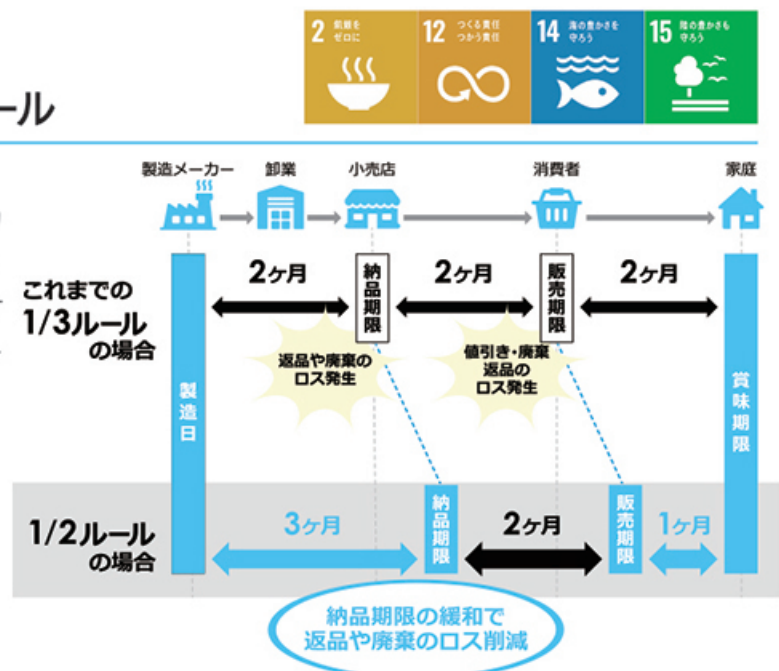 2 飢餓を
ゼロに
12 つくる責任
つかう責任
14 海の豊かさを
守ろう
15 陸の豊かさも
守ろう
ール
製造メーカー
卸業
小売店
消費者
家庭
これまでの
1/3ルール
の場合
2ヶ月
納品期限
2ヶ月
販売期限
2ヶ月
返品や廃棄の
ロス発生
値引き・廃棄
返品の
ロス発生
製造日
賞味期限
1/2ルール
の場合
3ヶ月
納品期限
2ヶ月
販売期限
1ヶ月
納品期限の緩和で
返品や廃棄のロス削減